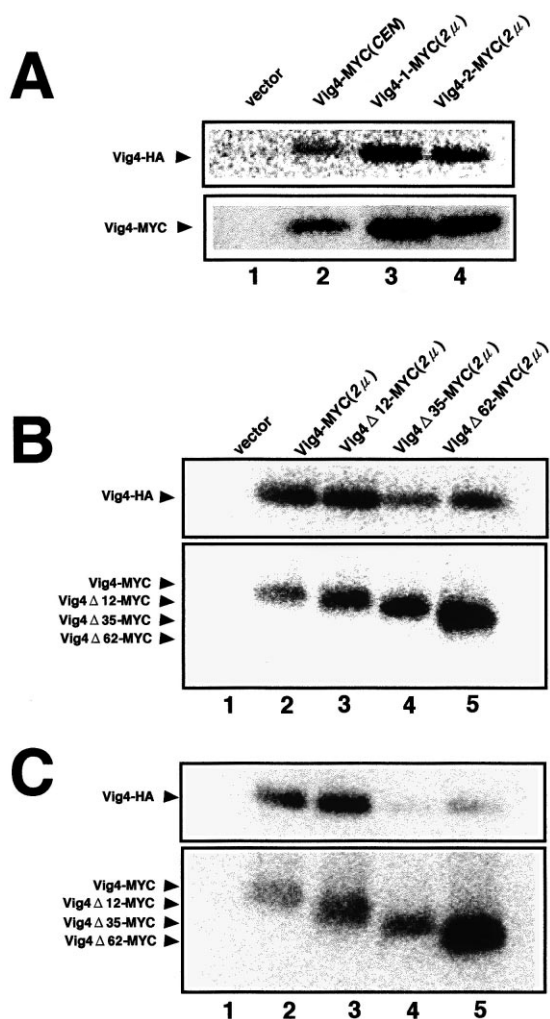 A
vector
Vig4-MYC(CEN)
Vig4-1-MYC(2μ)
Vig4-2-MYC(2μ)
Vig4-HA
Vig4-MYC
1 2 3 4
B
vector
Vig4-MYC(2μ)
Vig4Δ12-MYC(2μ)
Vig4Δ35-MYC(2μ)
Vig4Δ62-MYC(2μ)
Vig4-HA
Vig4-MYC
Vig4Δ12-MYC
Vig4Δ35-MYC
Vig4Δ62-MYC
1 2 3 4 5
C
Vig4-HA
Vig4-MYC
Vig4Δ12-MYC
Vig4Δ35-MYC
Vig4Δ62-MYC
1 2 3 4 5